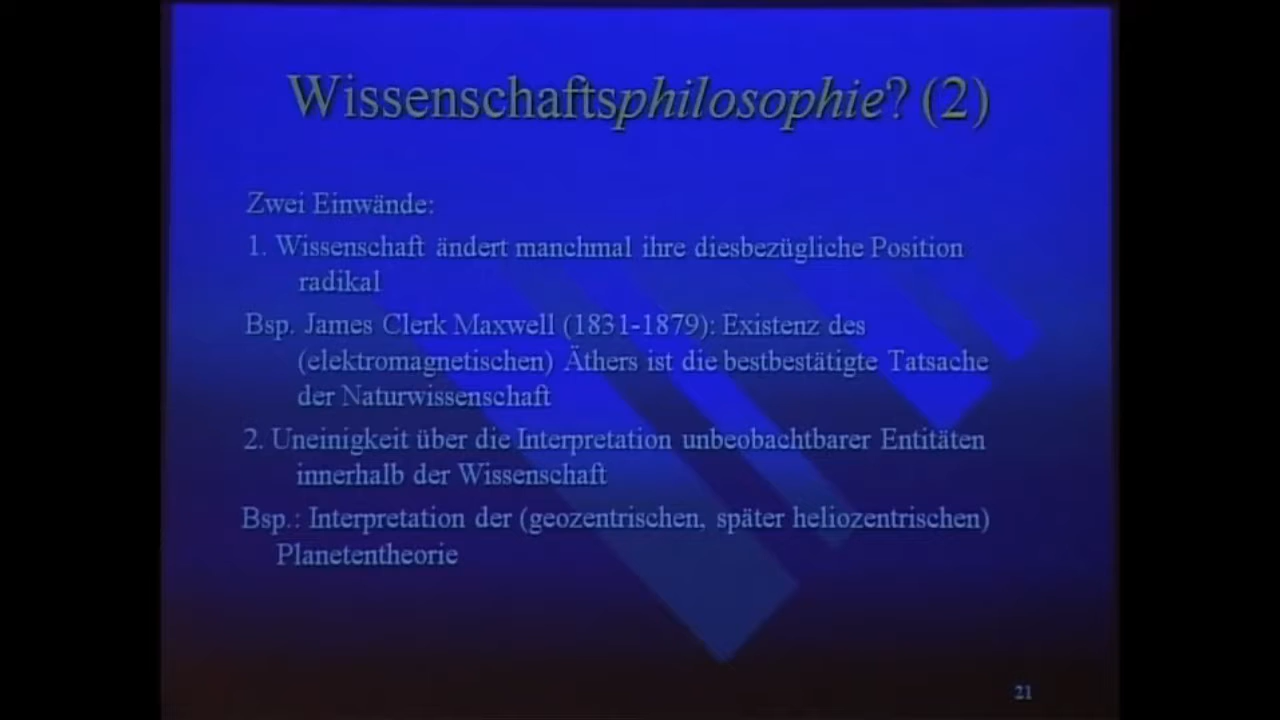 Wissenschaftsphilosophie? (2)
Zwei Einwände:
1. Wissenschaft ändert manchmal ihre diesbezügliche Position
radikal
Bsp. James Clerk Maxwell (1831-1879): Existenz des
(elektromagnetischen) Äthers ist die bestbestätigte Tatsache
der Naturwissenschaft
2. Uneinigkeit über die Interpretation unbeobachtbarer Entitäten
innerhalb der Wissenschaft
Bsp.: Interpretation der (geozentrischen, später heliozentrischen)
Planetentheorie
21